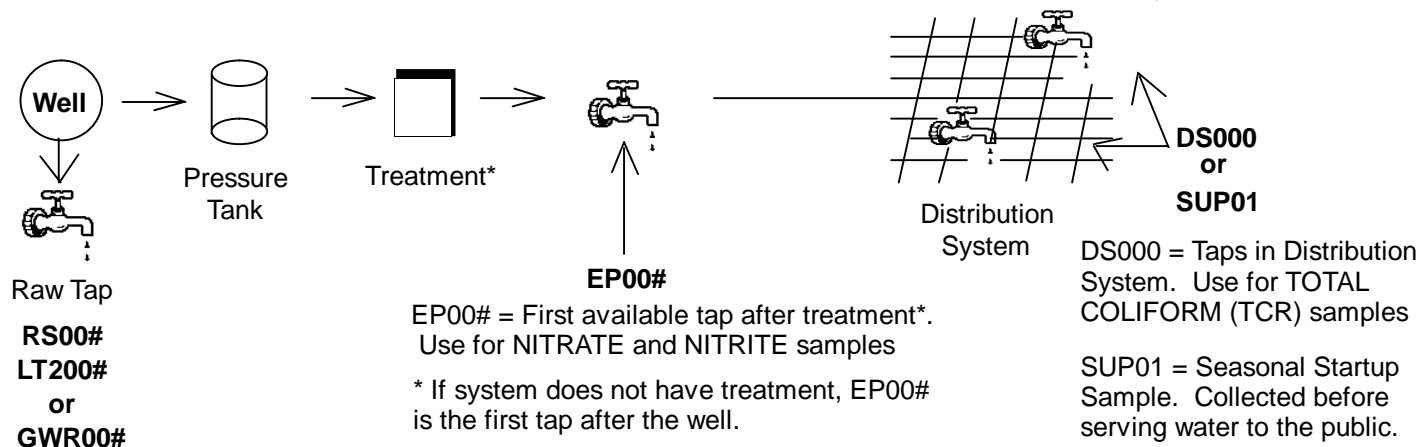 Well
Pressure
Tank
Treatment*
Raw Tap
RS00#
LT200#
or
GWR00#
EP00#
EP00# = First available tap after treatment*.
Use for NITRATE and NITRITE samples
* If system does not have treatment, EP00#
is the first tap after the well.
Distribution
System
DS000
or
SUP01
DS000 = Taps in Distribution
System. Use for TOTAL
COLIFORM (TCR) samples
SUP01 = Seasonal Startup
Sample. Collected before
serving water to the public.